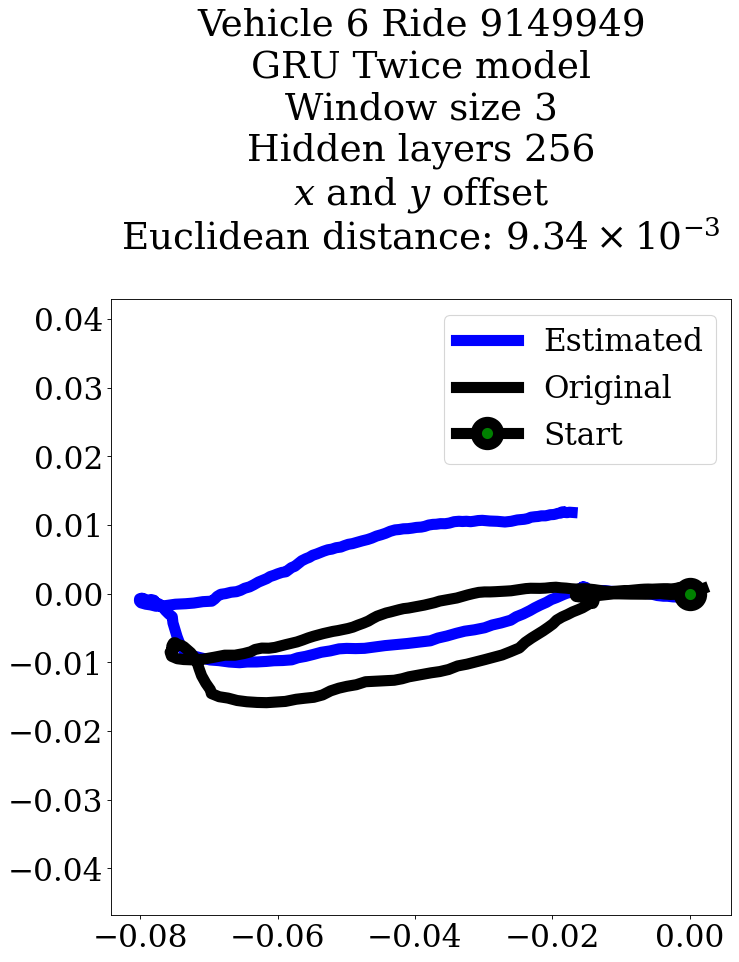 Vehicle 6 Ride 9149949
GRU Twice model
Window size 3
Hidden layers 256
x and y offset
Euclidean distance: 9.34 × 10⁻³
Estimated
Original
Start
0.04
0.03
0.02
0.01
0.00
−0.01
−0.02
−0.03
−0.04
−0.08 −0.06 −0.04 −0.02 0.00